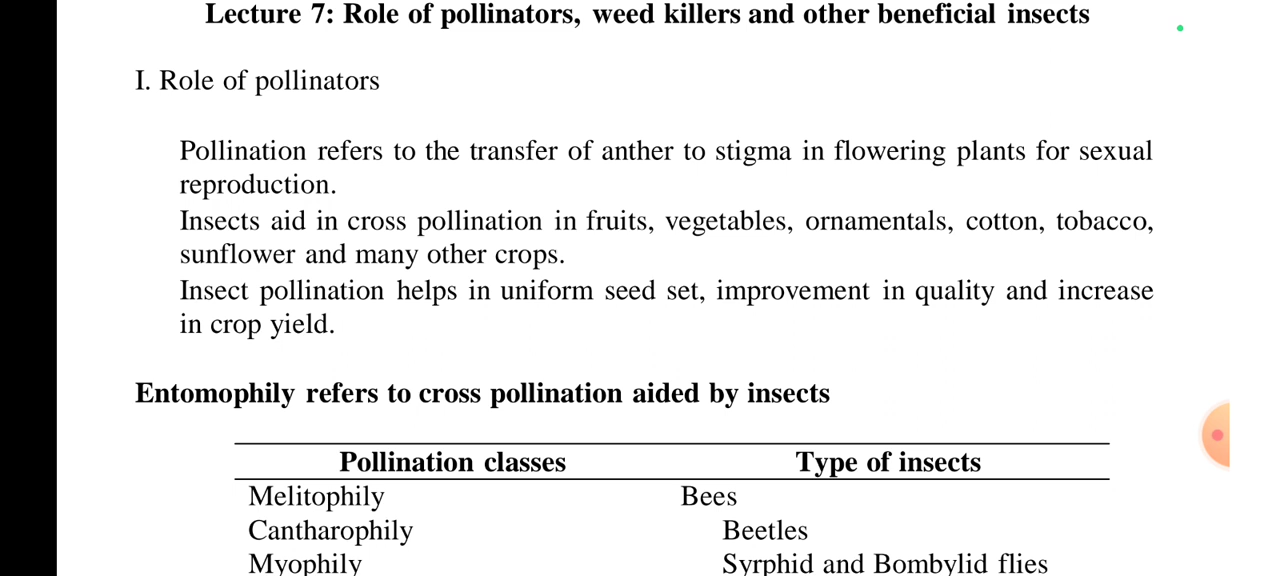 Lecture 7: Role of pollinators, weed killers and other beneficial insects
I. Role of pollinators
Pollination refers to the transfer of anther to stigma in flowering plants for sexual
reproduction.
Insects aid in cross pollination in fruits, vegetables, ornamentals, cotton, tobacco,
sunflower and many other crops.
Insect pollination helps in uniform seed set, improvement in quality and increase
in crop yield.
Entomophily refers to cross pollination aided by insects
Pollination classes Type of insects
Melitophily Bees
Cantharophily Beetles
Myophily Syrphid and Bombylid flies